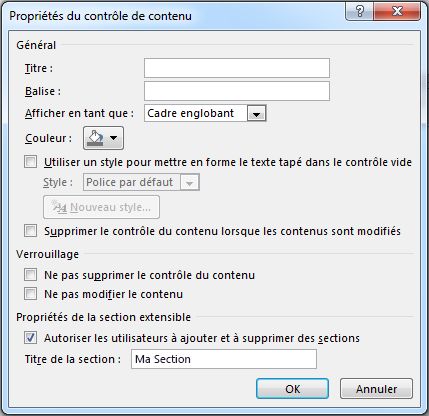 Propriétés du contrôle de contenu
?
Général
Titre :
Balise :
Afficher en tant que : Cadre englobant
Couleur :
Utiliser un style pour mettre en forme le texte tapé dans le contrôle vide
Style : Police par défaut
Nouveau style...
Supprimer le contrôle du contenu lorsque les contenus sont modifiés
Verrouillage
Ne pas supprimer le contrôle du contenu
Ne pas modifier le contenu
Propriétés de la section extensible
Autoriser les utilisateurs à ajouter et à supprimer des sections
Titre de la section : Ma Section
OK Annuler